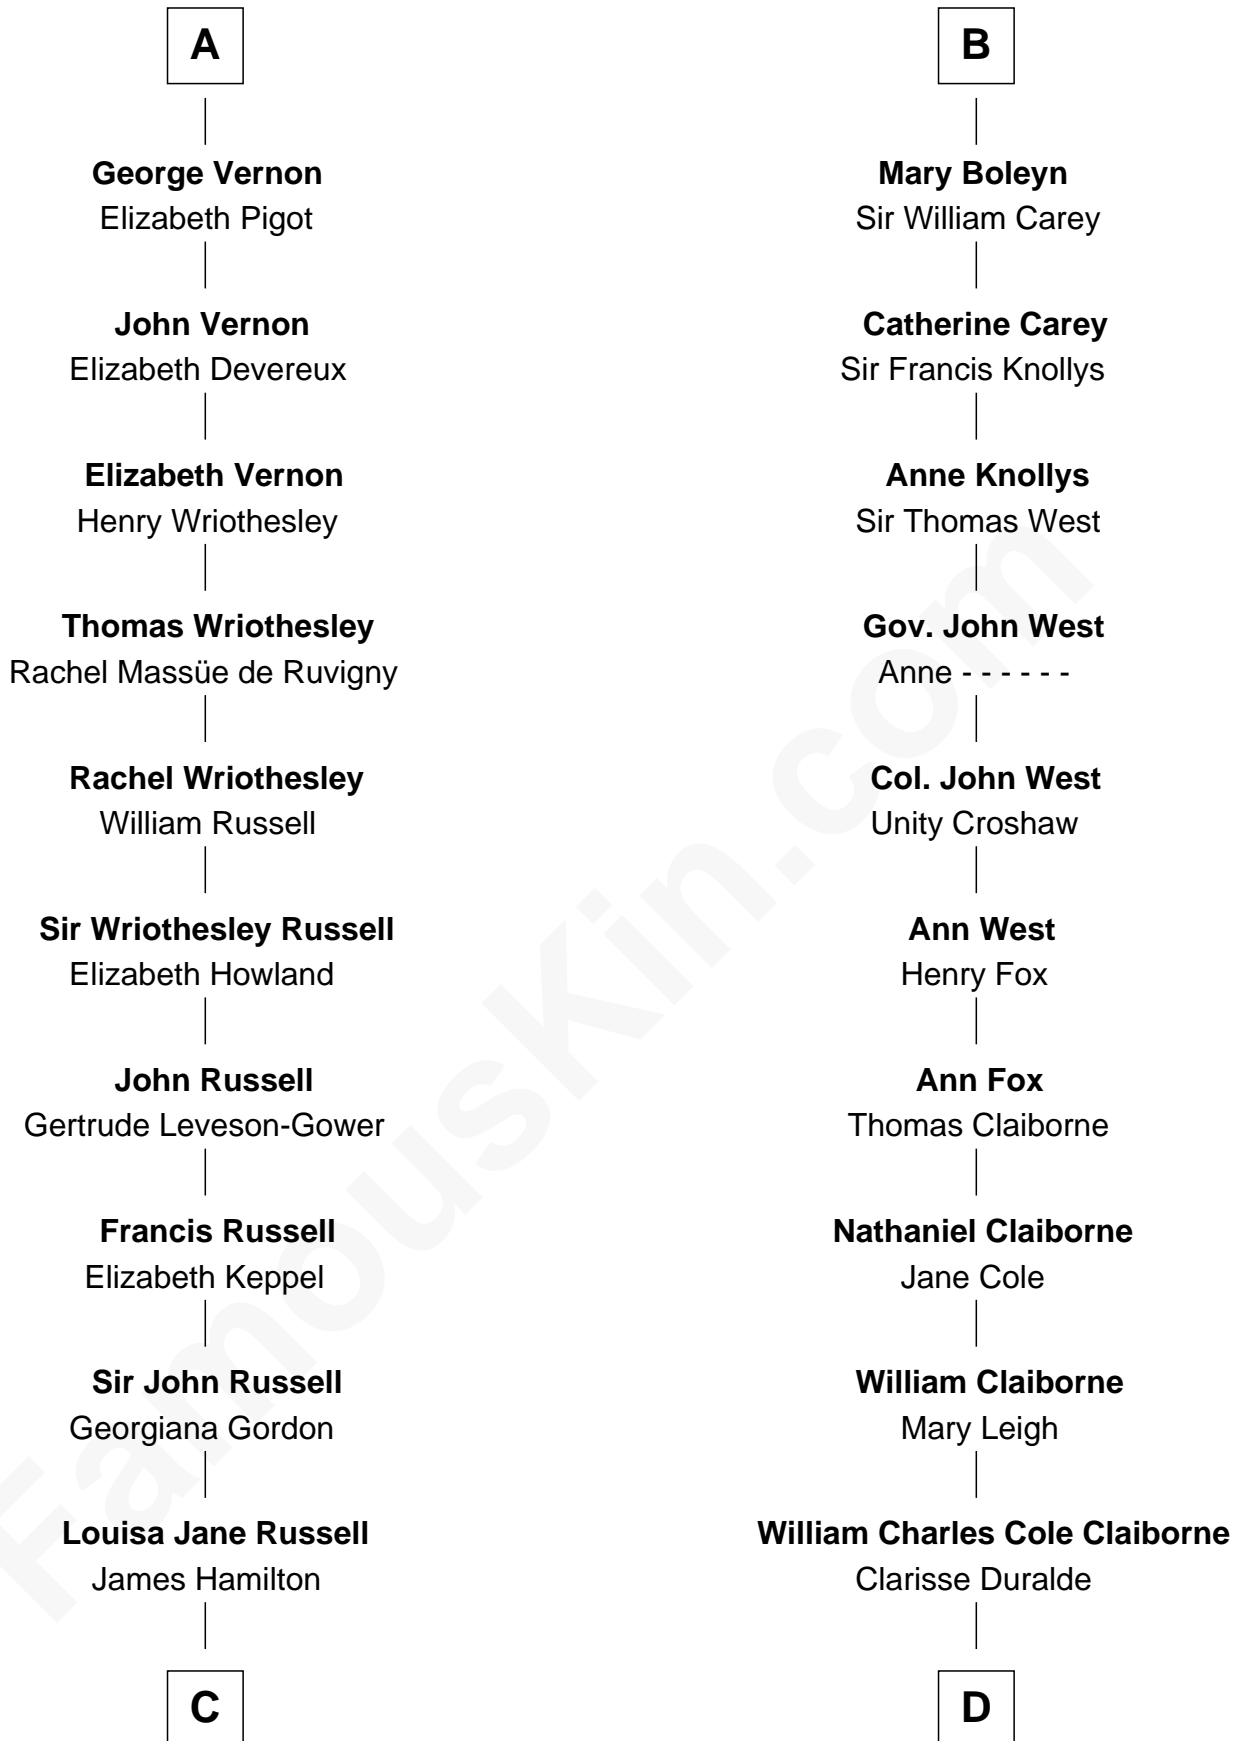 A
George Vernon
Elizabeth Pigot
John Vernon
Elizabeth Devereux
Elizabeth Vernon
Henry Wriothesley
Thomas Wriothesley
Rachel Massüe de Ruvigny
Rachel Wriothesley
William Russell
Sir Wriothesley Russell
Elizabeth Howland
John Russell
Gertrude Leveson-Gower
Francis Russell
Elizabeth Keppel
Sir John Russell
Georgiana Gordon
Louisa Jane Russell
James Hamilton
C
B
Mary Boleyn
Sir William Carey
Catherine Carey
Sir Francis Knollys
Anne Knollys
Sir Thomas West
Gov. John West
Anne - - - - - -
Col. John West
Unity Croshaw
Ann West
Henry Fox
Ann Fox
Thomas Claiborne
Nathaniel Claiborne
Jane Cole
William Claiborne
Mary Leigh
William Charles Cole Claiborne
Clarisse Duralde
D
FamousKin.com